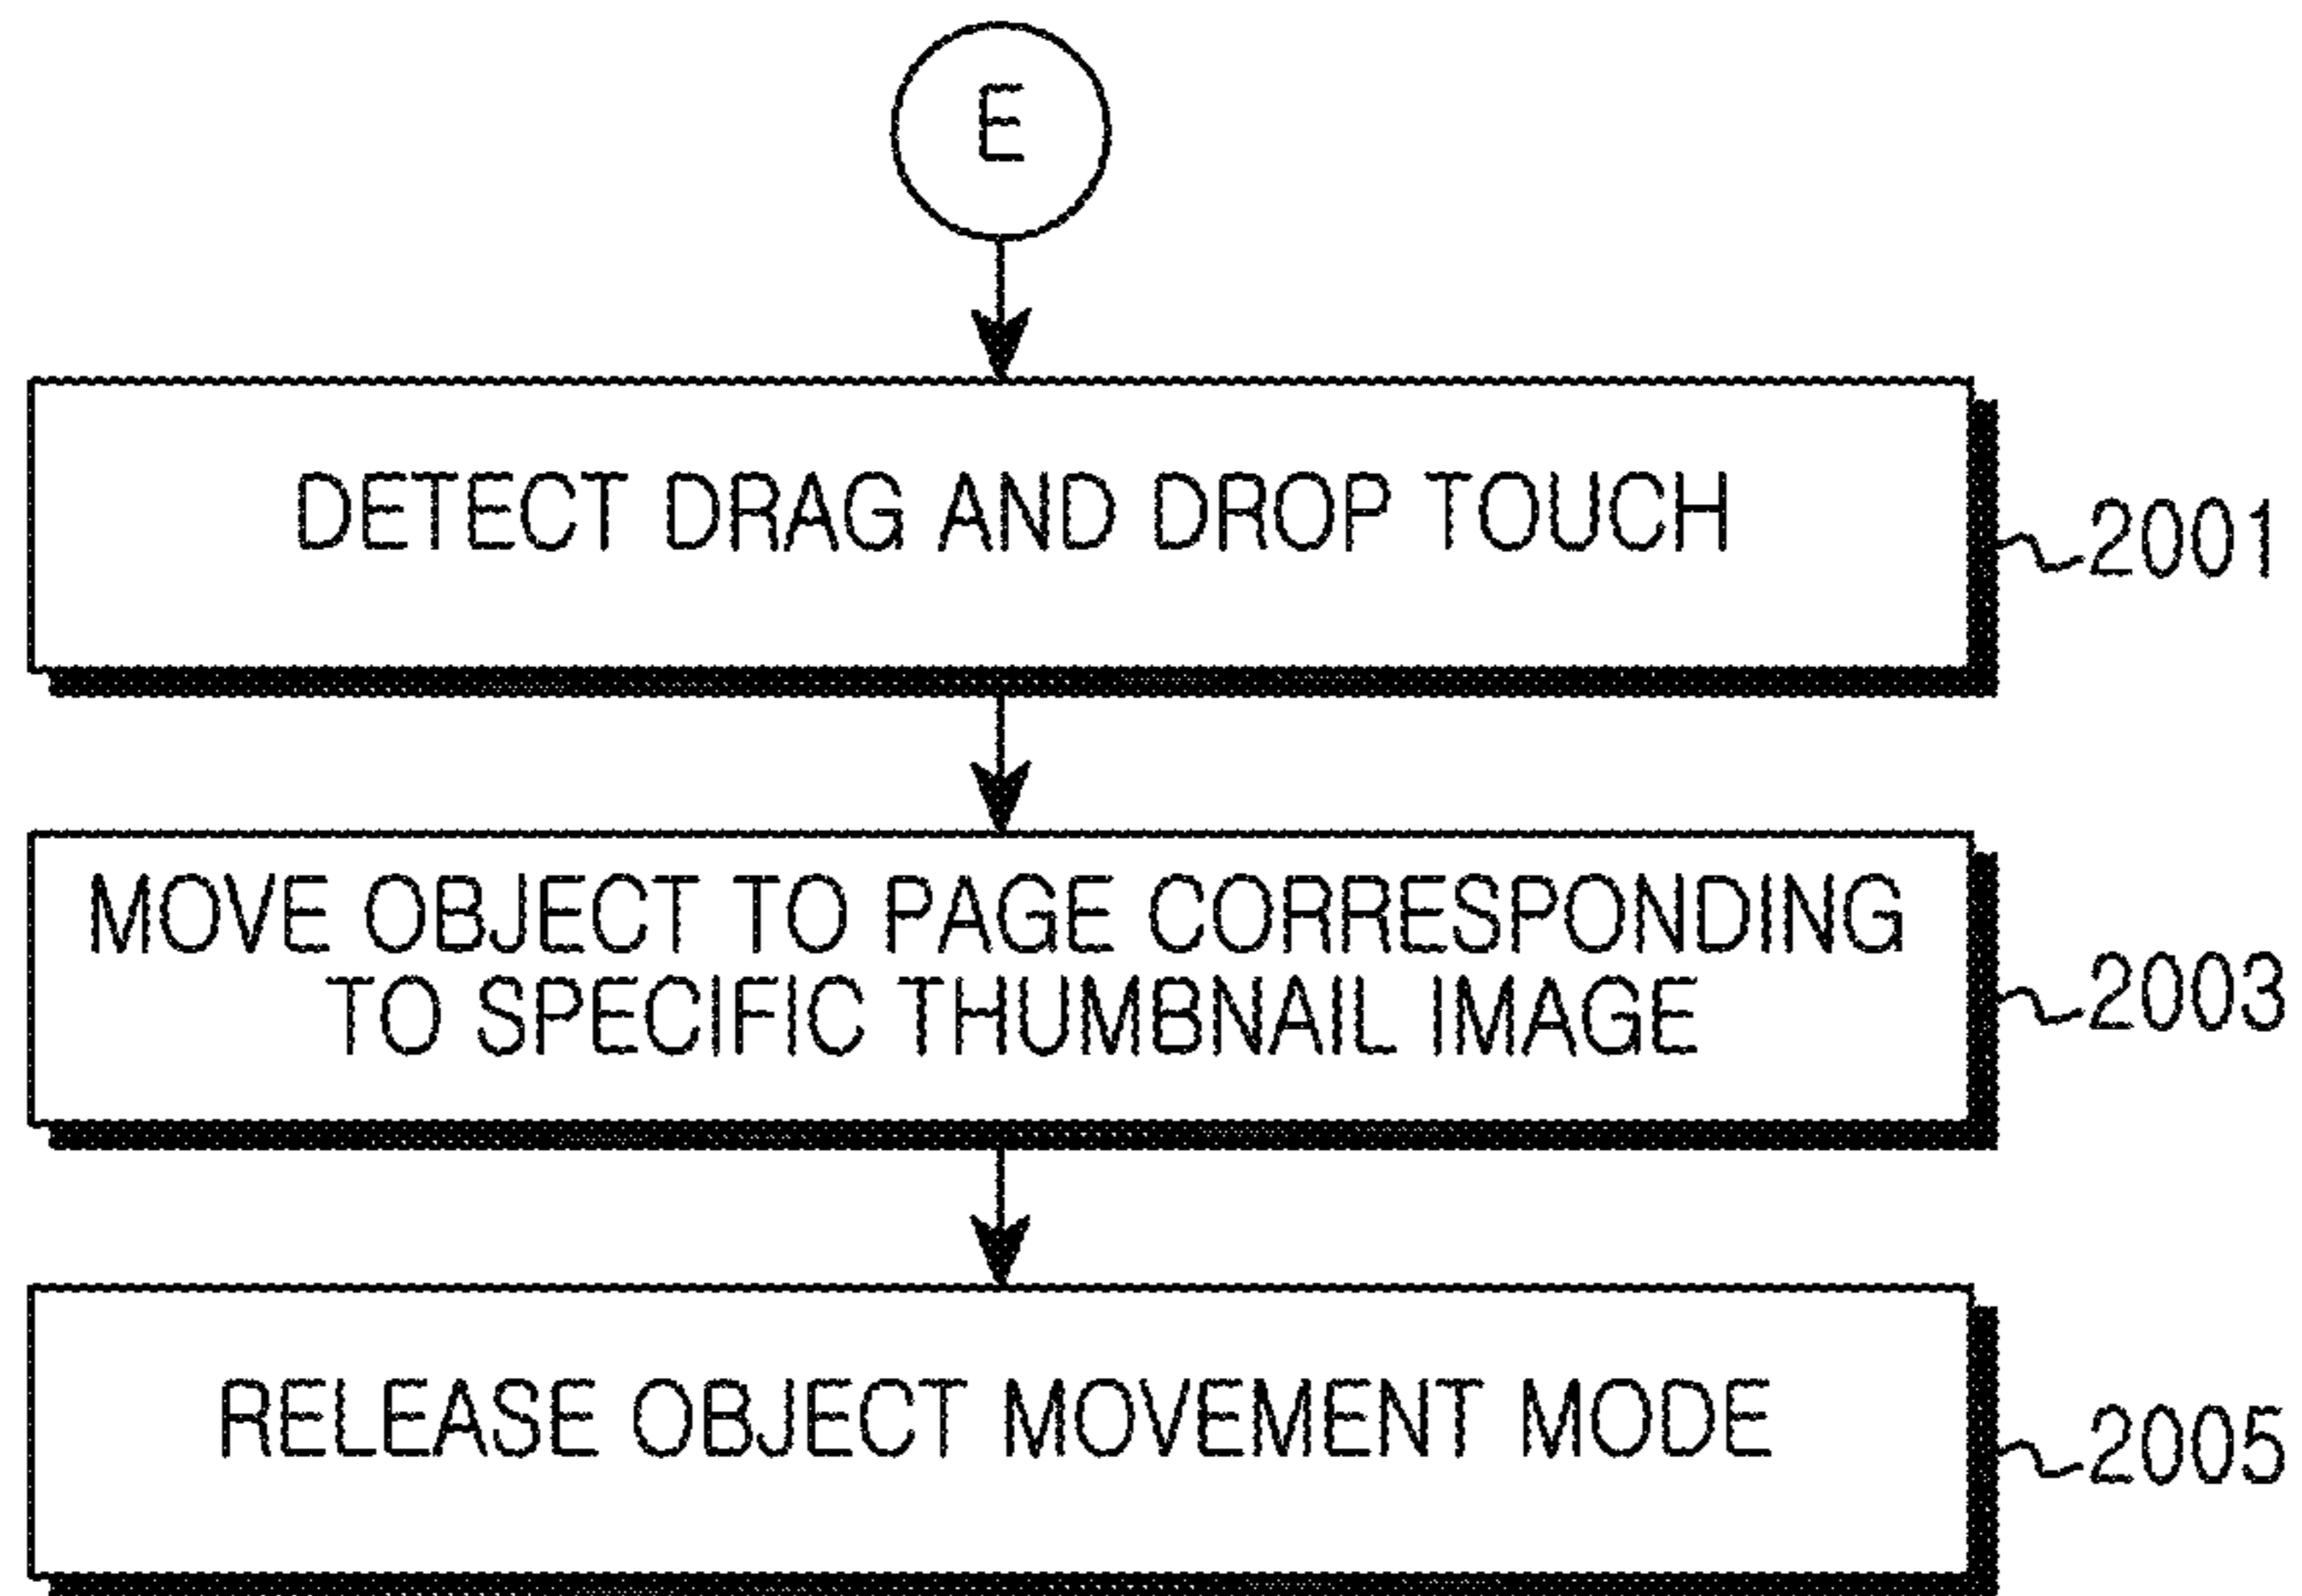 E
DETECT DRAG AND DROP TOUCH
2001
MOVE OBJECT TO PAGE CORRESPONDING
TO SPECIFIC THUMBNAIL IMAGE
2003
RELEASE OBJECT MOVEMENT MODE
2005